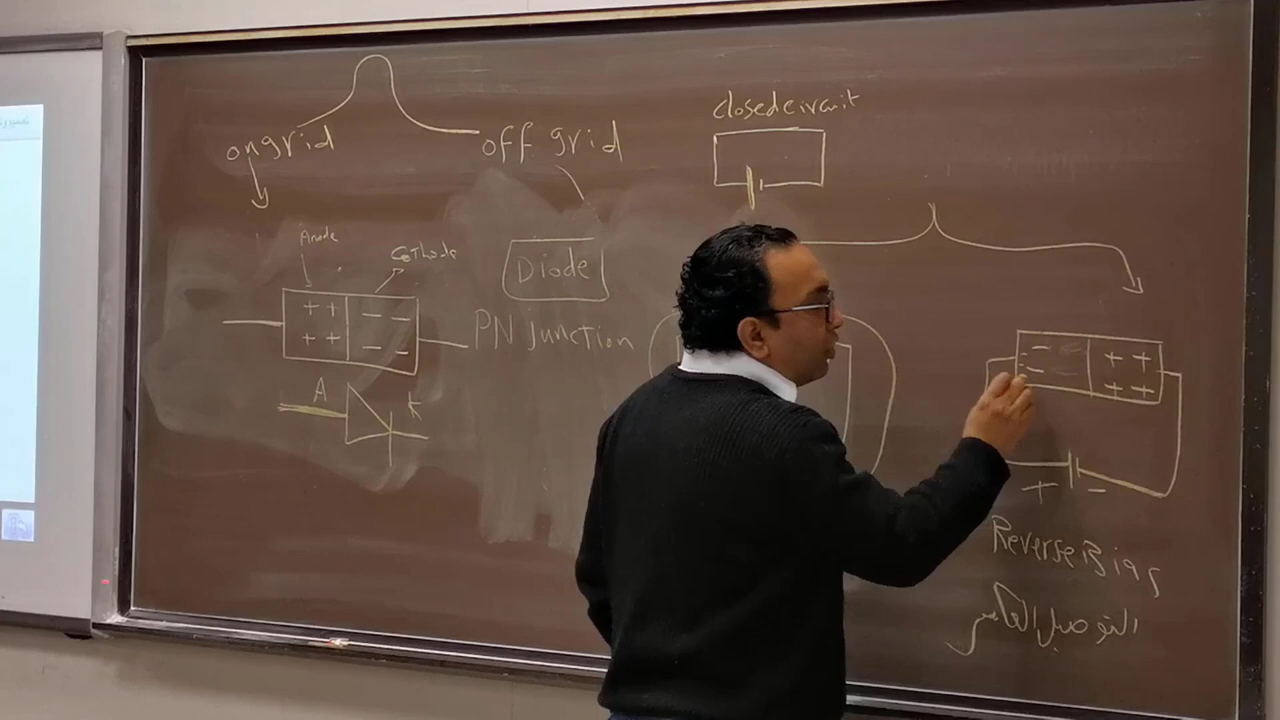 closedcircuit
ongrid
off grid
Anode
Cathode
Diode
+ +
+ +
− −
− −
PN junction
A
K
−
−
+ +
+ +
+
−
Reverse Bias
التوصيل العكسي